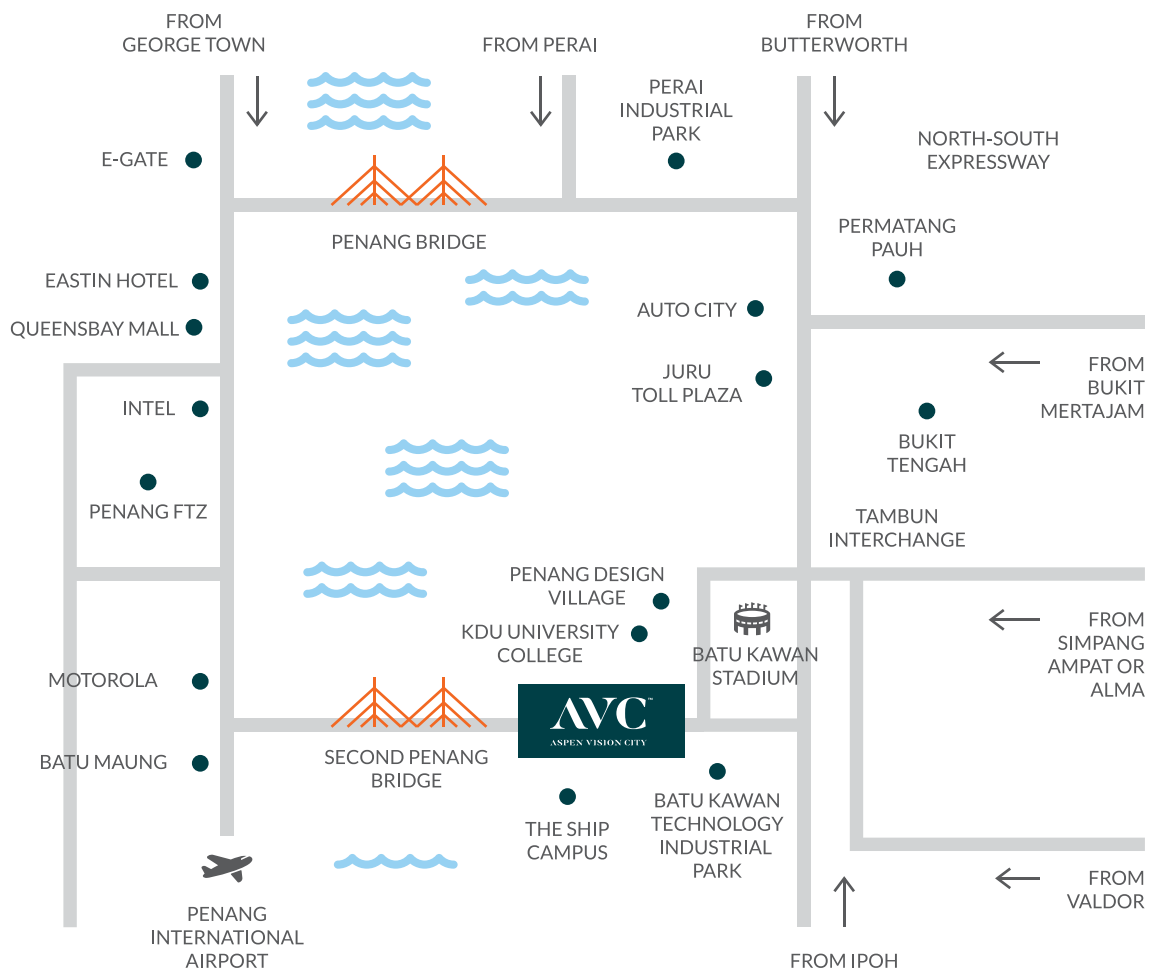 FROM
GEORGE TOWN
FROM PERAI
FROM
BUTTERWORTH
PERAI
INDUSTRIAL
PARK
NORTH-SOUTH
EXPRESSWAY
E-GATE
PENANG BRIDGE
PERMATANG
PAUH
EASTIN HOTEL
QUEENSBAY MALL
AUTO CITY
JURU
TOLL PLAZA
FROM
BUKIT
MERTAJAM
INTEL
BUKIT
TENGAH
PENANG FTZ
TAMBUN
INTERCHANGE
PENANG DESIGN
VILLAGE
KDU UNIVERSITY
COLLEGE
BATU KAWAN
STADIUM
FROM
SIMPANG
AMPAT OR
ALMA
MOTOROLA
AVC™
ASPEN VISION CITY
BATU MAUNG
SECOND PENANG
BRIDGE
THE SHIP
CAMPUS
BATU KAWAN
TECHNOLOGY
INDUSTRIAL
PARK
FROM
VALDOR
PENANG
INTERNATIONAL
AIRPORT
FROM IPOH